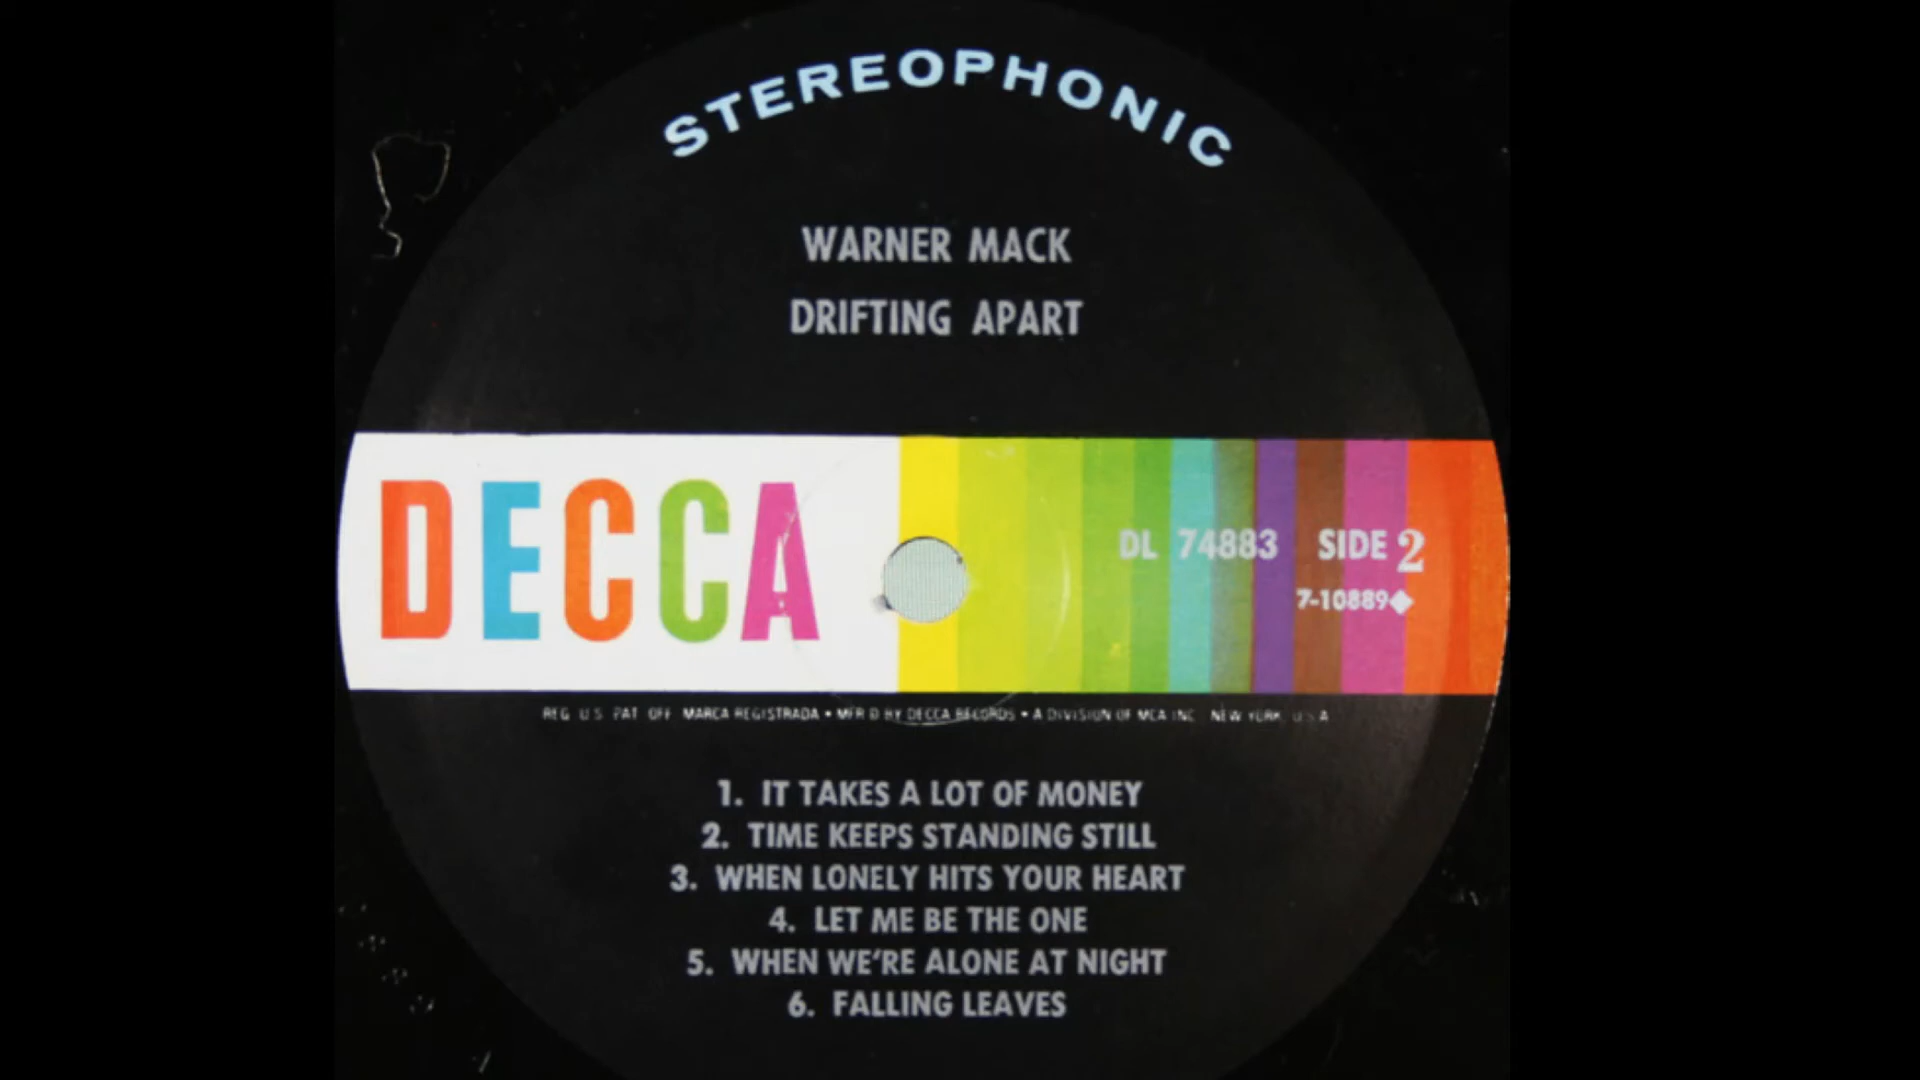 STEREOPHONIC
WARNER MACK
DRIFTING APART
DECCA
DL 74883 SIDE 2
7-10889◆
REG. U.S. PAT. OFF. MARCA REGISTRADA • MFR'D BY DECCA RECORDS • A DIVISION OF MCA INC. NEW YORK, U.S.A.
1. IT TAKES A LOT OF MONEY
2. TIME KEEPS STANDING STILL
3. WHEN LONELY HITS YOUR HEART
4. LET ME BE THE ONE
5. WHEN WE'RE ALONE AT NIGHT
6. FALLING LEAVES